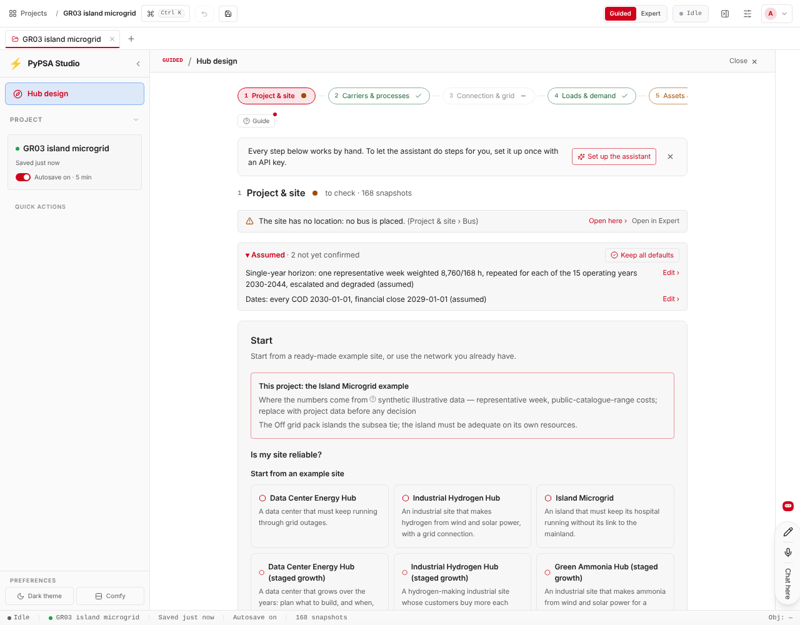 Projects / GR03 island microgrid ⌘ Ctrl K Guided Expert Idle A
GR03 island microgrid × +
PyPSA Studio
GUIDED / Hub design Close ×
Hub design
PROJECT
GR03 island microgrid
Saved just now
Autosave on · 5 min
QUICK ACTIONS
1 Project & site 2 Carriers & processes ✓ 3 Connection & grid – 4 Loads & demand ✓ 5 Assets
Guide
Every step below works by hand. To let the assistant do steps for you, set it up once with
an API key.
Set up the assistant ×
1 Project & site to check · 168 snapshots
The site has no location: no bus is placed. (Project & site › Bus) Open here › Open in Expert
▾ Assumed · 2 not yet confirmed Keep all defaults
Single-year horizon: one representative week weighted 8,760/168 h, repeated for each of the 15 operating years Edit ›
2030-2044, escalated and degraded (assumed)
Dates: every COD 2030-01-01, financial close 2029-01-01 (assumed) Edit ›
Start
Start from a ready-made example site, or use the network you already have.
This project: the Island Microgrid example
Where the numbers come from ? synthetic illustrative data — representative week, public-catalogue-range costs;
replace with project data before any decision
The Off grid pack islands the subsea tie; the island must be adequate on its own resources.
Is my site reliable?
Start from an example site
Data Center Energy Hub
A data center that must keep running
through grid outages.
Industrial Hydrogen Hub
An industrial site that makes
hydrogen from wind and solar power,
with a grid connection.
Island Microgrid
An island that must keep its hospital
running without its link to the
mainland.
Data Center Energy Hub
(staged growth)
A data center that grows over the
years: plan what to build, and when,
Industrial Hydrogen Hub
(staged growth)
A hydrogen-making industrial site
whose customers buy more each
Green Ammonia Hub (staged
growth)
An industrial site that makes
ammonia from wind and solar power for a
Chat here
PREFERENCES
Dark theme Comfy
Idle GR03 island microgrid Saved just now Autosave on 168 snapshots Obj: —